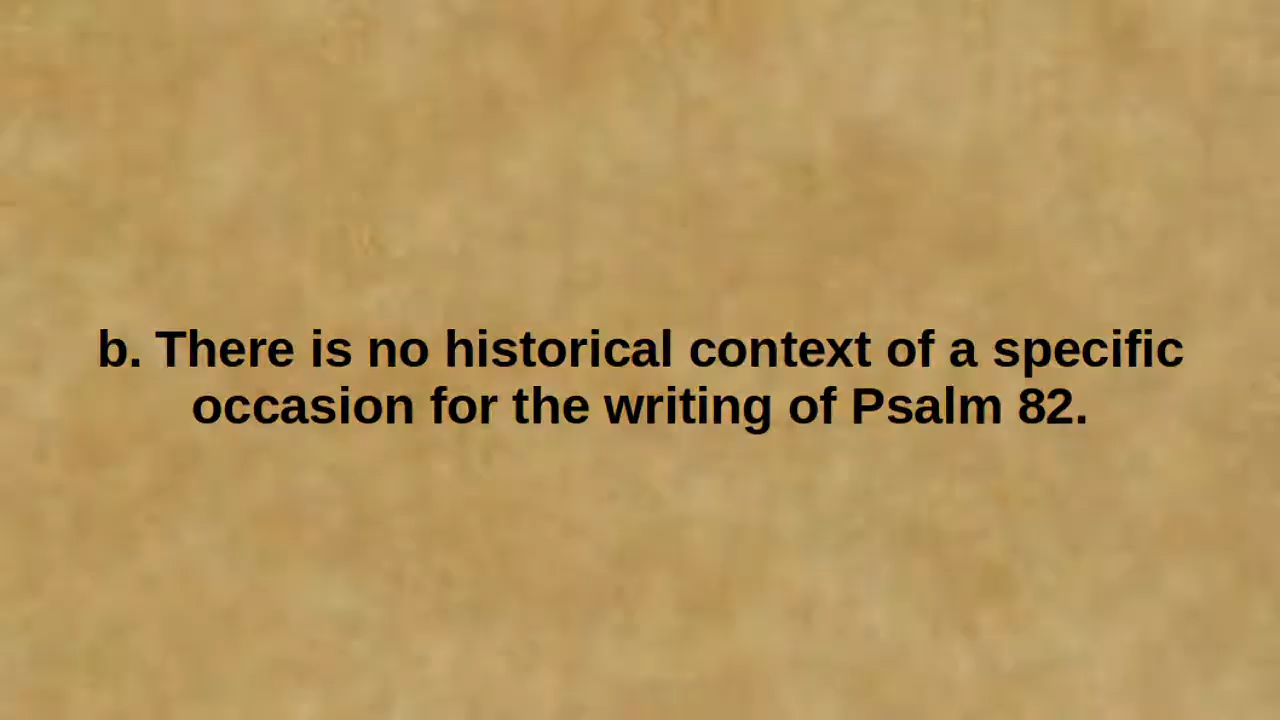 b. There is no historical context of a specific
occasion for the writing of Psalm 82.